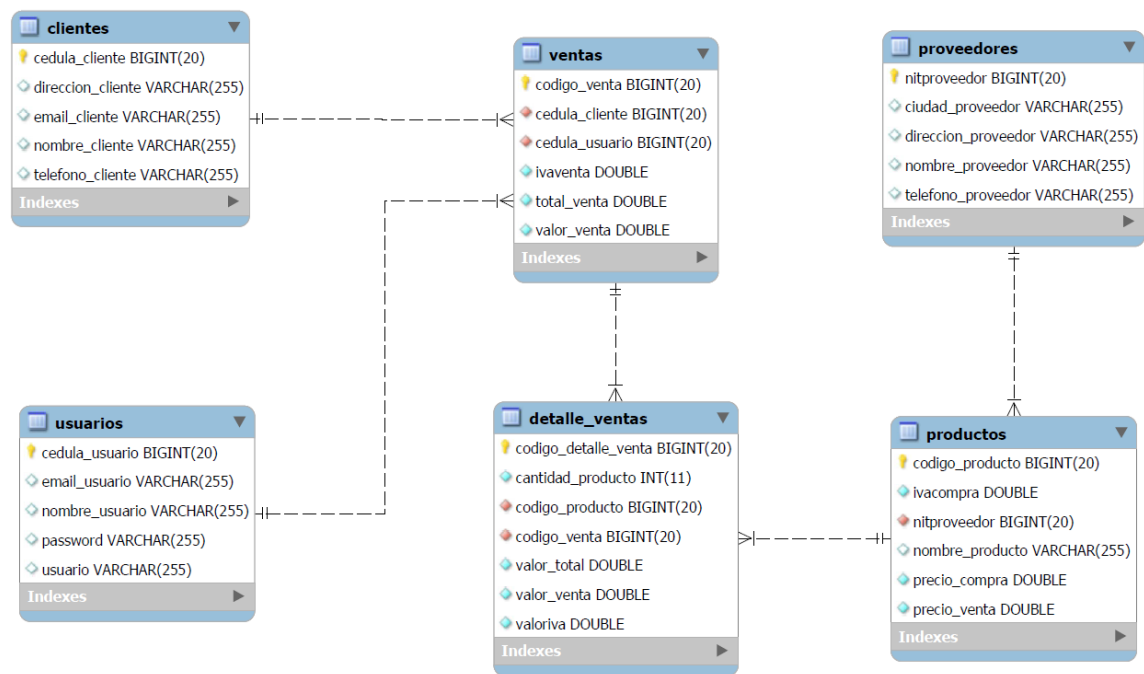 clientes
cedula_cliente BIGINT(20)
direccion_cliente VARCHAR(255)
email_cliente VARCHAR(255)
nombre_cliente VARCHAR(255)
telefono_cliente VARCHAR(255)
Indexes
ventas
codigo_venta BIGINT(20)
cedula_cliente BIGINT(20)
cedula_usuario BIGINT(20)
ivaventa DOUBLE
total_venta DOUBLE
valor_venta DOUBLE
Indexes
proveedores
nitproveedor BIGINT(20)
ciudad_proveedor VARCHAR(255)
direccion_proveedor VARCHAR(255)
nombre_proveedor VARCHAR(255)
telefono_proveedor VARCHAR(255)
Indexes
usuarios
cedula_usuario BIGINT(20)
email_usuario VARCHAR(255)
nombre_usuario VARCHAR(255)
password VARCHAR(255)
usuario VARCHAR(255)
Indexes
detalle_ventas
codigo_detalle_venta BIGINT(20)
cantidad_producto INT(11)
codigo_producto BIGINT(20)
codigo_venta BIGINT(20)
valor_total DOUBLE
valor_venta DOUBLE
valoriva DOUBLE
Indexes
productos
codigo_producto BIGINT(20)
ivacompra DOUBLE
nitproveedor BIGINT(20)
nombre_producto VARCHAR(255)
precio_compra DOUBLE
precio_venta DOUBLE
Indexes